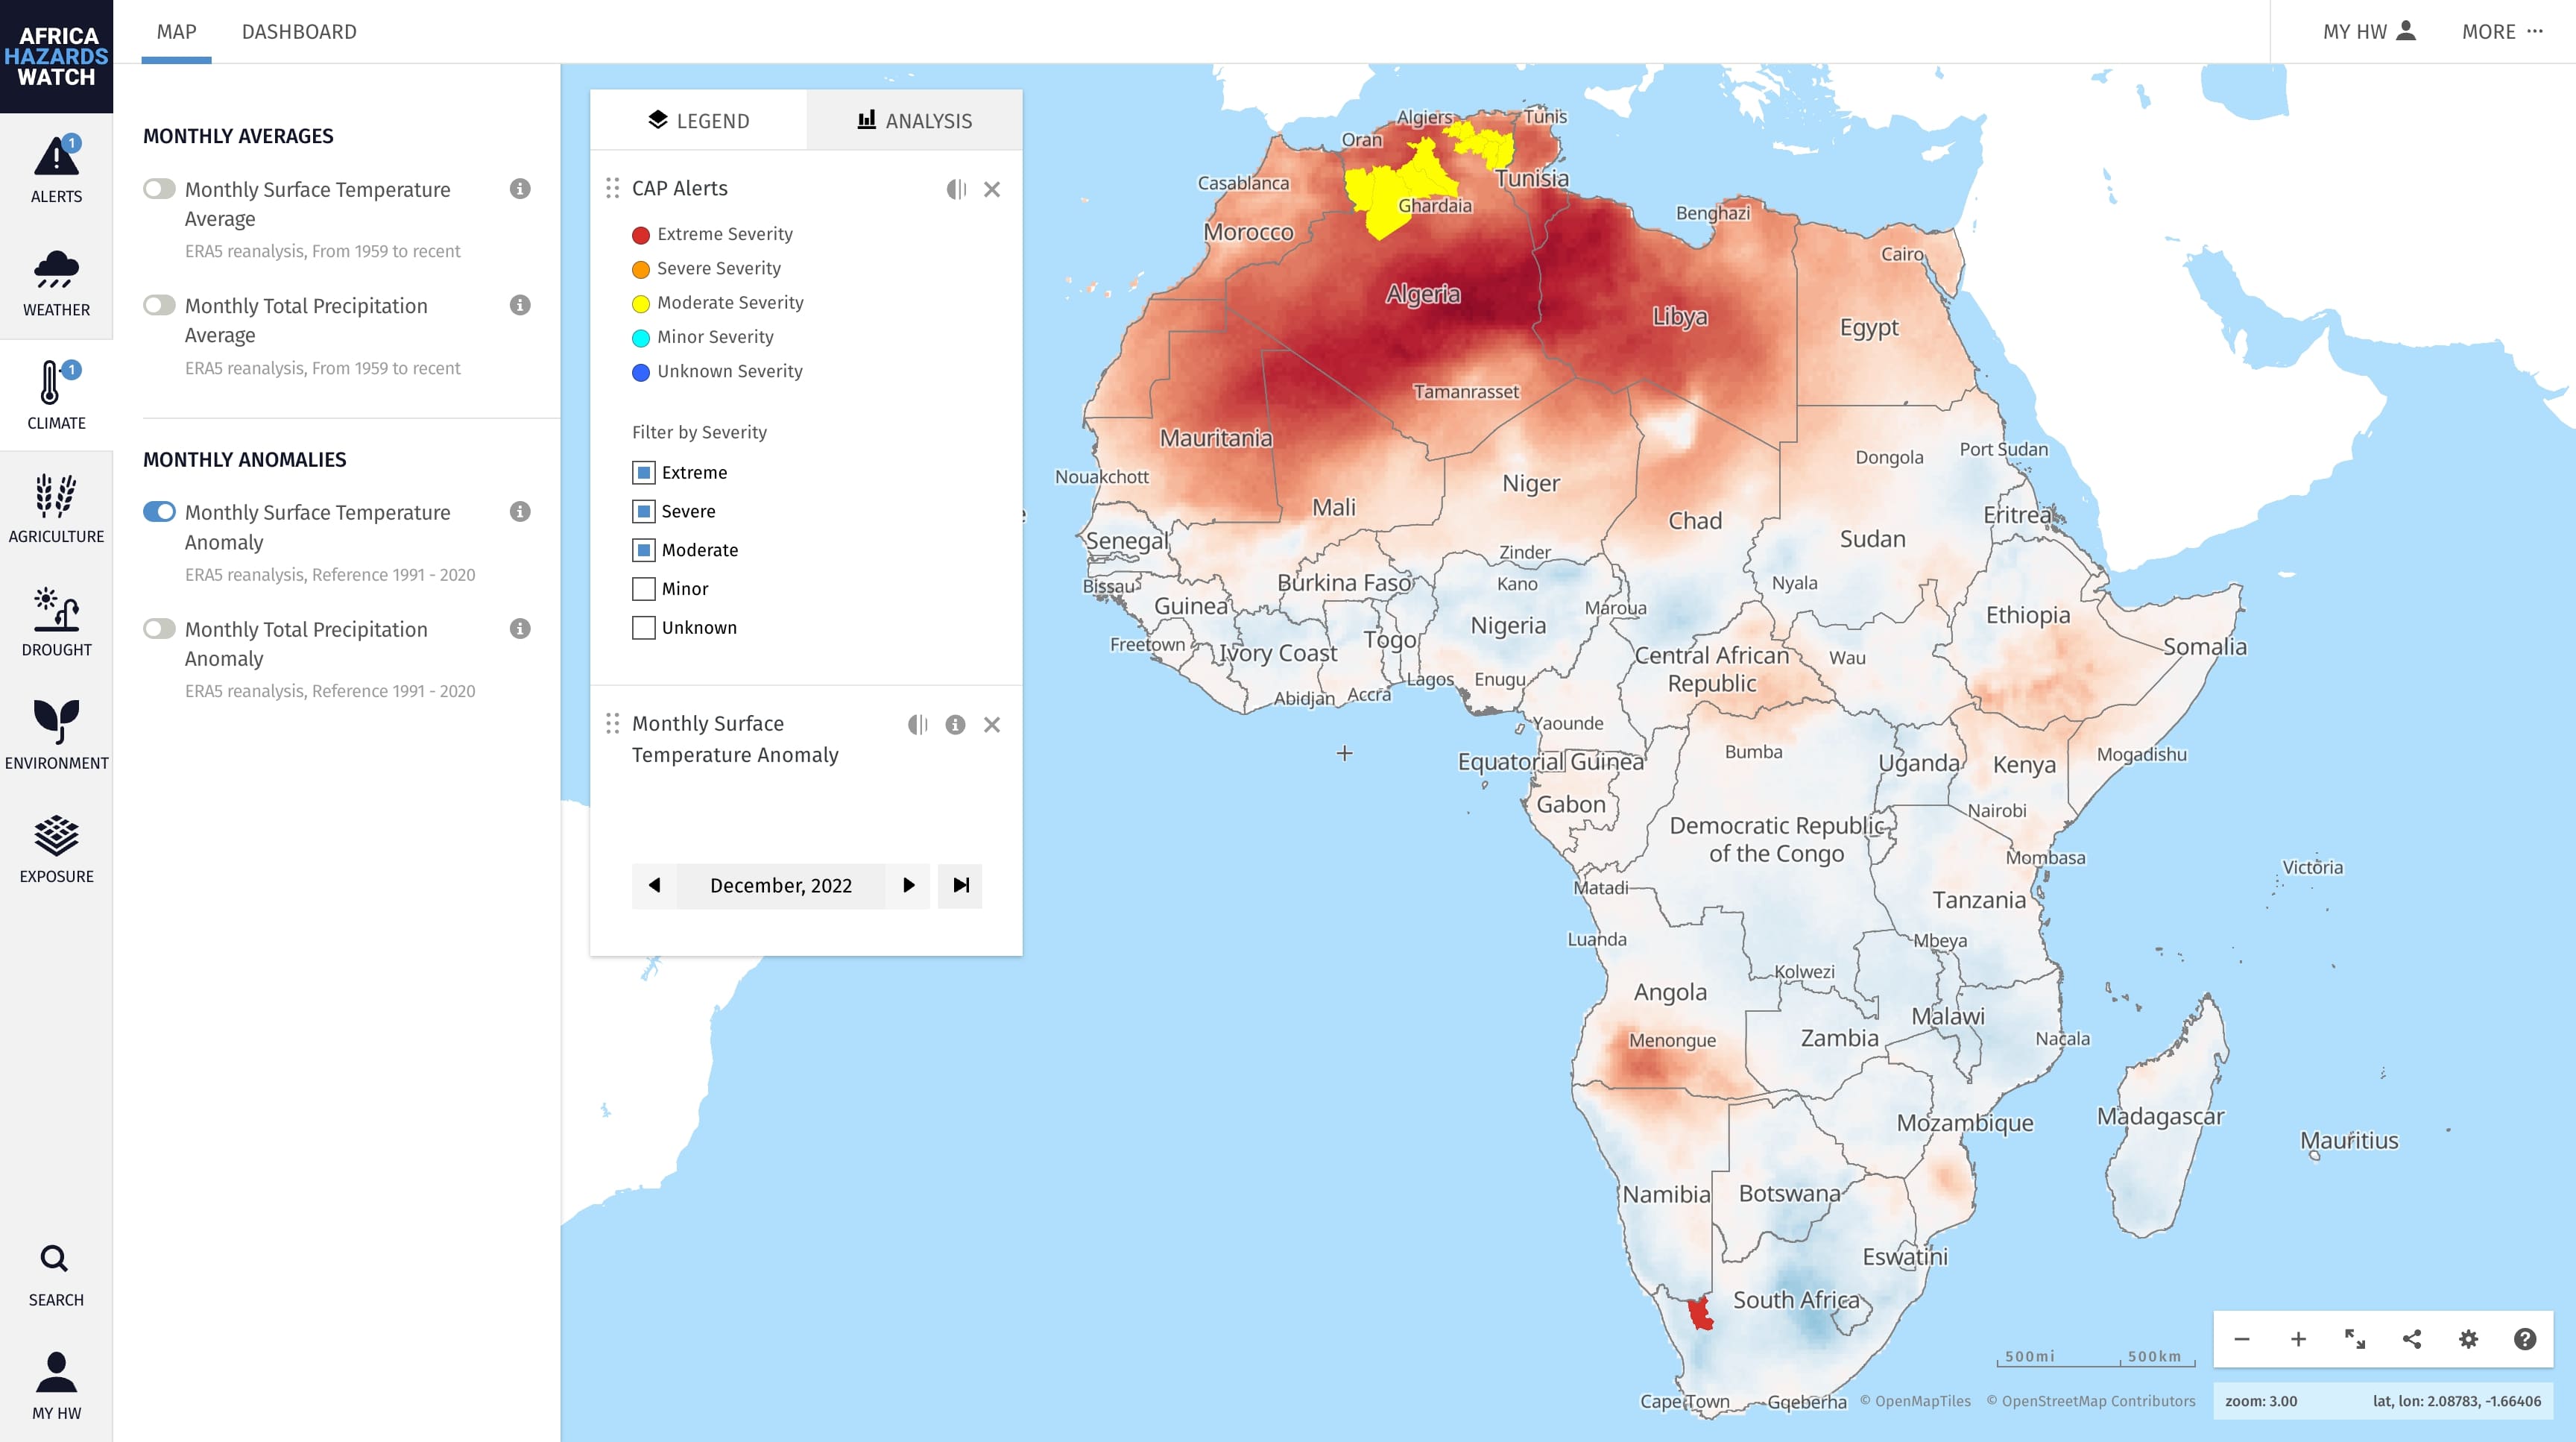 AFRICA
HAZARDS
WATCH
MAP
DASHBOARD
MY HW
MORE
1
ALERTS
WEATHER
1
CLIMATE
AGRICULTURE
DROUGHT
ENVIRONMENT
EXPOSURE
SEARCH
MY HW
MONTHLY AVERAGES
Monthly Surface Temperature
Average
ERA5 reanalysis, From 1959 to recent
Monthly Total Precipitation
Average
ERA5 reanalysis, From 1959 to recent
MONTHLY ANOMALIES
Monthly Surface Temperature
Anomaly
ERA5 reanalysis, Reference 1991 - 2020
Monthly Total Precipitation
Anomaly
ERA5 reanalysis, Reference 1991 - 2020
LEGEND
ANALYSIS
CAP Alerts
Extreme Severity
Severe Severity
Moderate Severity
Minor Severity
Unknown Severity
Filter by Severity
Extreme
Severe
Moderate
Minor
Unknown
Monthly Surface
Temperature Anomaly
December, 2022
Algiers
Tunis
Oran
Casablanca
Tunisia
Ghardaia
Benghazi
Morocco
Cairo
Algeria
Libya
Egypt
Tamanrasset
Mauritania
Port Sudan
Dongola
Nouakchott
Niger
Mali
Chad
Eritrea
Senegal
Sudan
Zinder
Bissau
Burkina Faso
Kano
Nyala
Guinea
Maroua
Ethiopia
Nigeria
Freetown
Togo
Ivory Coast
Somalia
Central African
Republic
Wau
Lagos
Enugu
Abidjan
Accra
Yaounde
Bumba
Mogadishu
Equatorial Guinea
Uganda
Kenya
Gabon
Nairobi
Democratic Republic
of the Congo
Mombasa
Victoria
Matadi
Tanzania
Luanda
Mbeya
Kolwezi
Angola
Malawi
Menongue
Zambia
Nacala
Mozambique
Madagascar
Mauritius
Namibia
Botswana
Eswatini
South Africa
Cape Town
Gqeberha
500mi
500km
© OpenMapTiles
© OpenStreetMap Contributors
zoom: 3.00
lat, lon: 2.08783, -1.66406